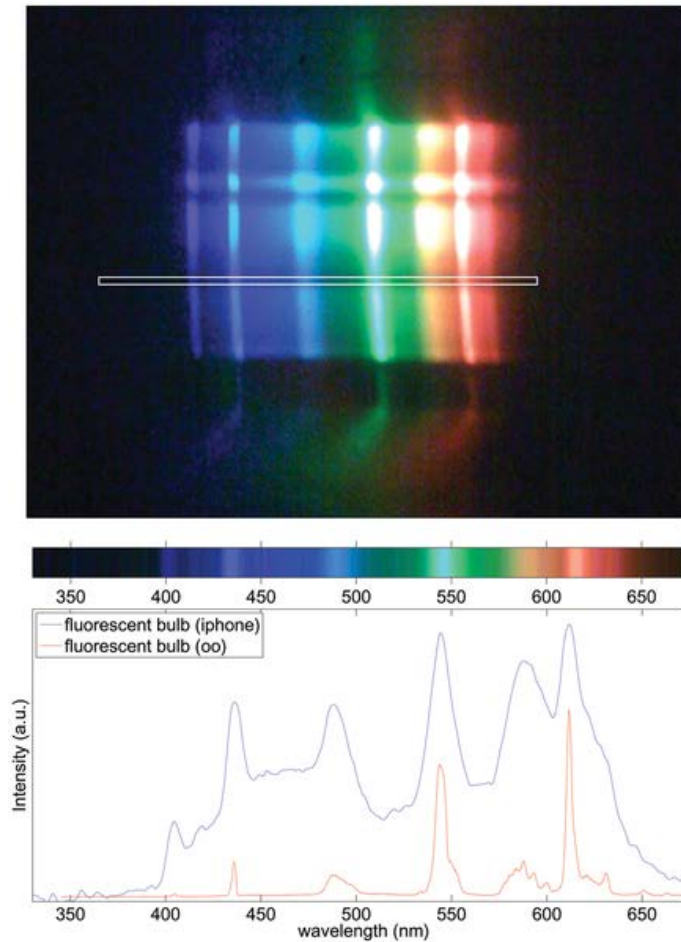 350 400 450 500 550 600 650
fluorescent bulb (iphone)
fluorescent bulb (oo)
Intensity (a.u.)
350 400 450 500 550 600 650
wavelength (nm)